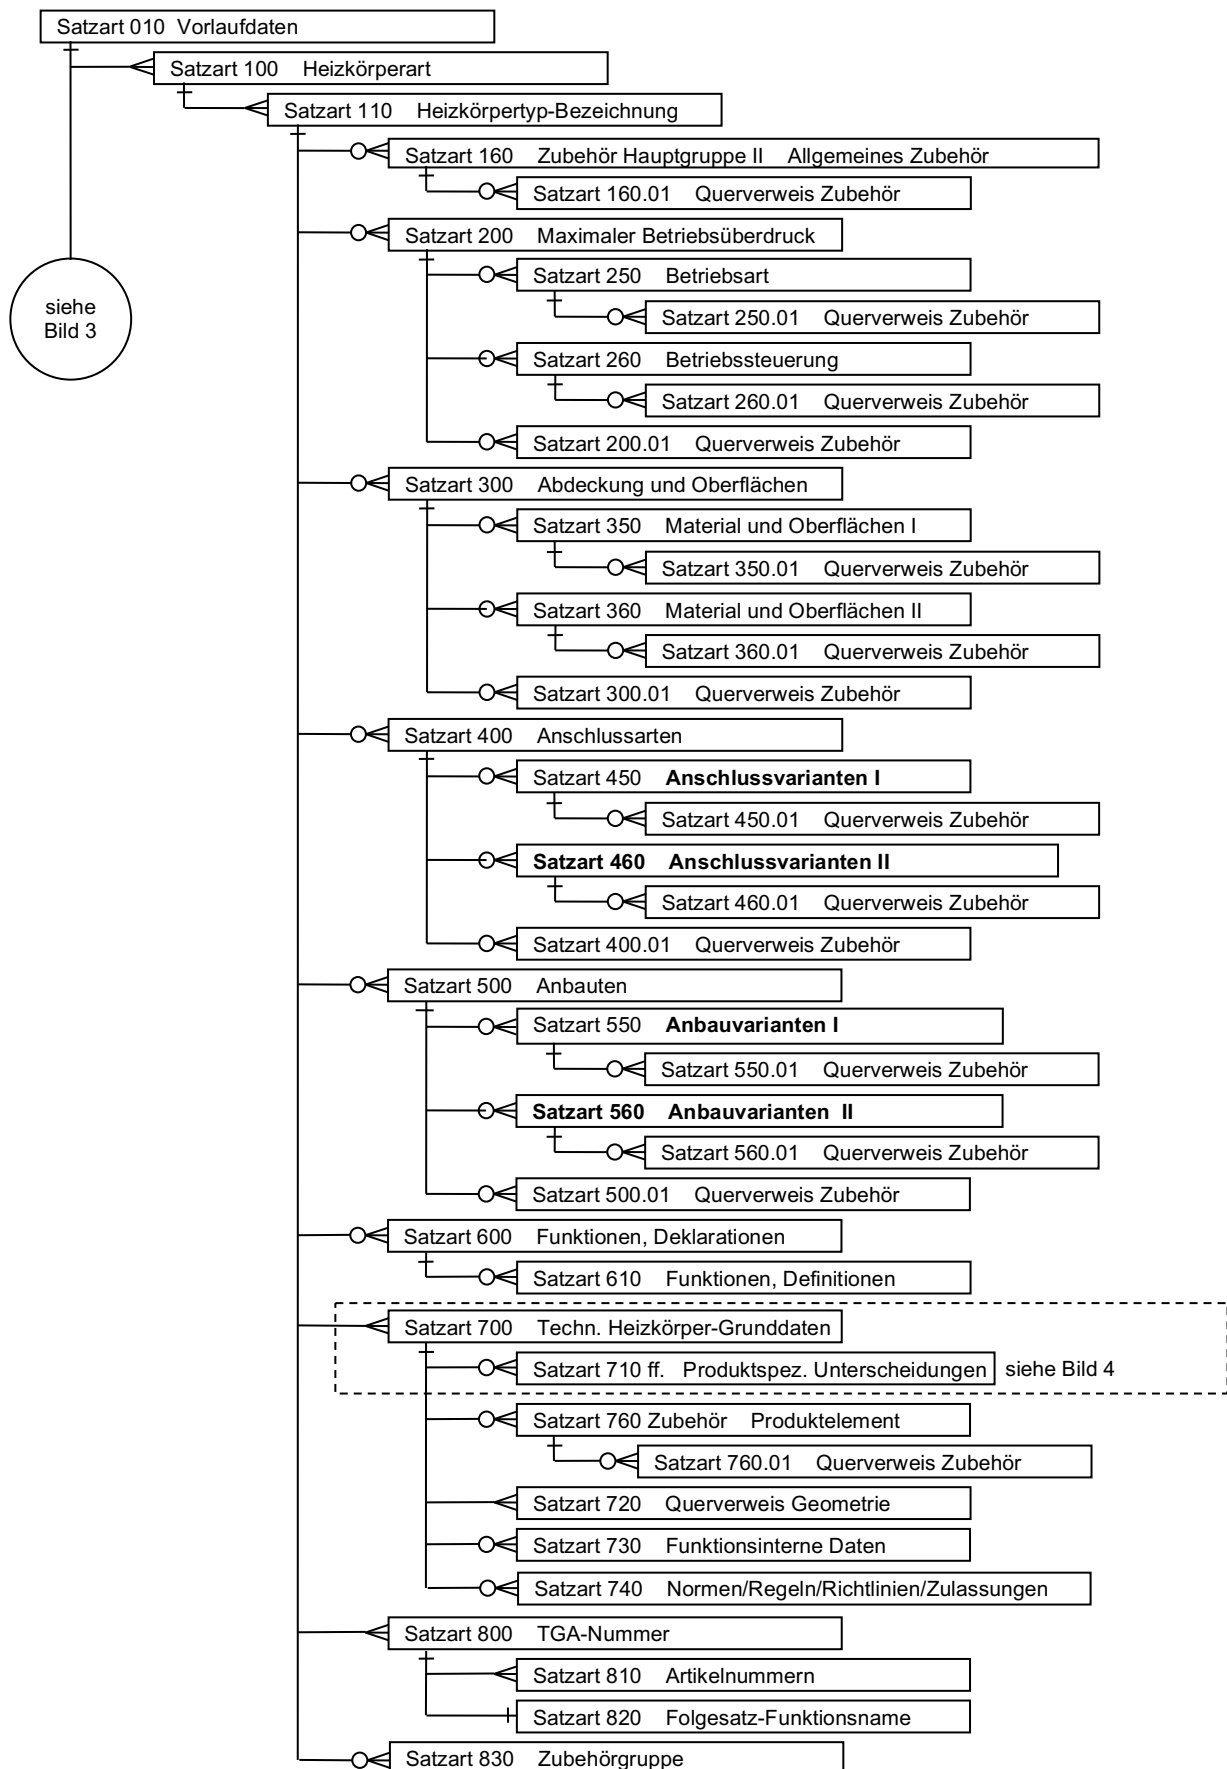 Satzart 010 Vorlaufdaten
Satzart 100 Heizkörperart
Satzart 110 Heizkörpertyp-Bezeichnung
Satzart 160 Zubehör Hauptgruppe II Allgemeines Zubehör
Satzart 160.01 Querverweis Zubehör
Satzart 200 Maximaler Betriebsüberdruck
Satzart 250 Betriebsart
siehe
Bild 3
Satzart 250.01 Querverweis Zubehör
Satzart 260 Betriebssteuerung
Satzart 260.01 Querverweis Zubehör
Satzart 200.01 Querverweis Zubehör
Satzart 300 Abdeckung und Oberflächen
Satzart 350 Material und Oberflächen I
Satzart 350.01 Querverweis Zubehör
Satzart 360 Material und Oberflächen II
Satzart 360.01 Querverweis Zubehör
Satzart 300.01 Querverweis Zubehör
Satzart 400 Anschlussarten
Satzart 450 Anschlussvarianten I
Satzart 450.01 Querverweis Zubehör
Satzart 460 Anschlussvarianten II
Satzart 460.01 Querverweis Zubehör
Satzart 400.01 Querverweis Zubehör
Satzart 500 Anbauten
Satzart 550 Anbauvarianten I
Satzart 550.01 Querverweis Zubehör
Satzart 560 Anbauvarianten II
Satzart 560.01 Querverweis Zubehör
Satzart 500.01 Querverweis Zubehör
Satzart 600 Funktionen, Deklarationen
Satzart 610 Funktionen, Definitionen
Satzart 700 Techn. Heizkörper-Grunddaten
Satzart 710 ff. Produktspez. Unterscheidungen siehe Bild 4
Satzart 760 Zubehör Produktelement
Satzart 760.01 Querverweis Zubehör
Satzart 720 Querverweis Geometrie
Satzart 730 Funktionsinterne Daten
Satzart 740 Normen/Regeln/Richtlinien/Zulassungen
Satzart 800 TGA-Nummer
Satzart 810 Artikelnummern
Satzart 820 Folgesatz-Funktionsname
Satzart 830 Zubehörgruppe